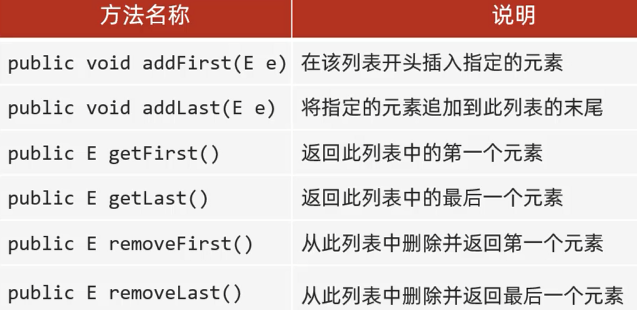 方法名称 说明
public void addFirst(E e) 在该列表开头插入指定的元素
public void addLast(E e) 将指定的元素追加到此列表的末尾
public E getFirst() 返回此列表中的第一个元素
public E getLast() 返回此列表中的最后一个元素
public E removeFirst() 从此列表中删除并返回第一个元素
public E removeLast() 从此列表中删除并返回最后一个元素